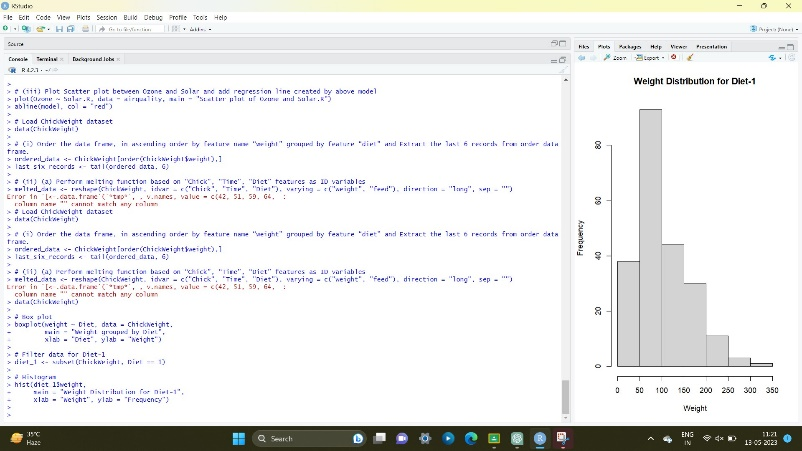 RStudio
File Edit Code View Plots Session Build Debug Profile Tools Help
Go to file/function Addins
Project: (None)
Source
Console Terminal Background Jobs
R 4.2.3 · ~/
>
> # (iii) Plot Scatter plot between Ozone and Solar and add regression line created by above model
> plot(Ozone ~ Solar.R, data = airquality, main = "Scatter plot of Ozone and Solar.R")
> abline(model, col = "red")
>
> # Load ChickWeight dataset
> data(ChickWeight)
>
> # (i) Order the data frame, in ascending order by feature name "weight" grouped by feature "diet" and Extract the last 6 records from order data
frame.
> ordered_data <- ChickWeight[order(ChickWeight$weight),]
> last_six_records <- tail(ordered_data, 6)
>
> # (ii) (a) Perform melting function based on "Chick", "Time", "Diet" features as ID variables
> melted_data <- reshape(ChickWeight, idvar = c("Chick", "Time", "Diet"), varying = c("weight", "feed"), direction = "long", sep = "")
Error in `[<-.data.frame`(`*tmp*`, , v.names, value = c(42, 51, 59, 64, :
column name "" cannot match any column
> # Load ChickWeight dataset
> data(ChickWeight)
>
> # (i) Order the data frame, in ascending order by feature name "weight" grouped by feature "diet" and Extract the last 6 records from order data
frame.
> ordered_data <- ChickWeight[order(ChickWeight$weight),]
> last_six_records <- tail(ordered_data, 6)
>
> # (ii) (a) Perform melting function based on "Chick", "Time", "Diet" features as ID variables
> melted_data <- reshape(ChickWeight, idvar = c("Chick", "Time", "Diet"), varying = c("weight", "feed"), direction = "long", sep = "")
Error in `[<-.data.frame`(`*tmp*`, , v.names, value = c(42, 51, 59, 64, :
column name "" cannot match any column
> data(ChickWeight)
>
> # Box plot
> boxplot(weight ~ Diet, data = ChickWeight,
+ main = "Weight grouped by Diet",
+ xlab = "Diet", ylab = "Weight")
>
> # Filter data for Diet-1
> diet_1 <- subset(ChickWeight, Diet == 1)
>
> # Histogram
> hist(diet_1$weight,
+ main = "Weight Distribution for Diet-1",
+ xlab = "Weight", ylab = "Frequency")
>
>
Files Plots Packages Help Viewer Presentation
Zoom Export
Weight Distribution for Diet-1
Frequency
80
60
40
20
0
0 50 100 150 200 250 300 350
Weight
35°C
Haze
Search
ENG
IN
11:21
13-05-2023